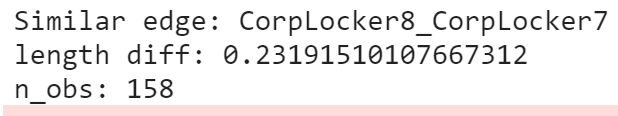 Similar edge: CorpLocker8_CorpLocker7
length diff: 0.23191510107667312
n_obs: 158